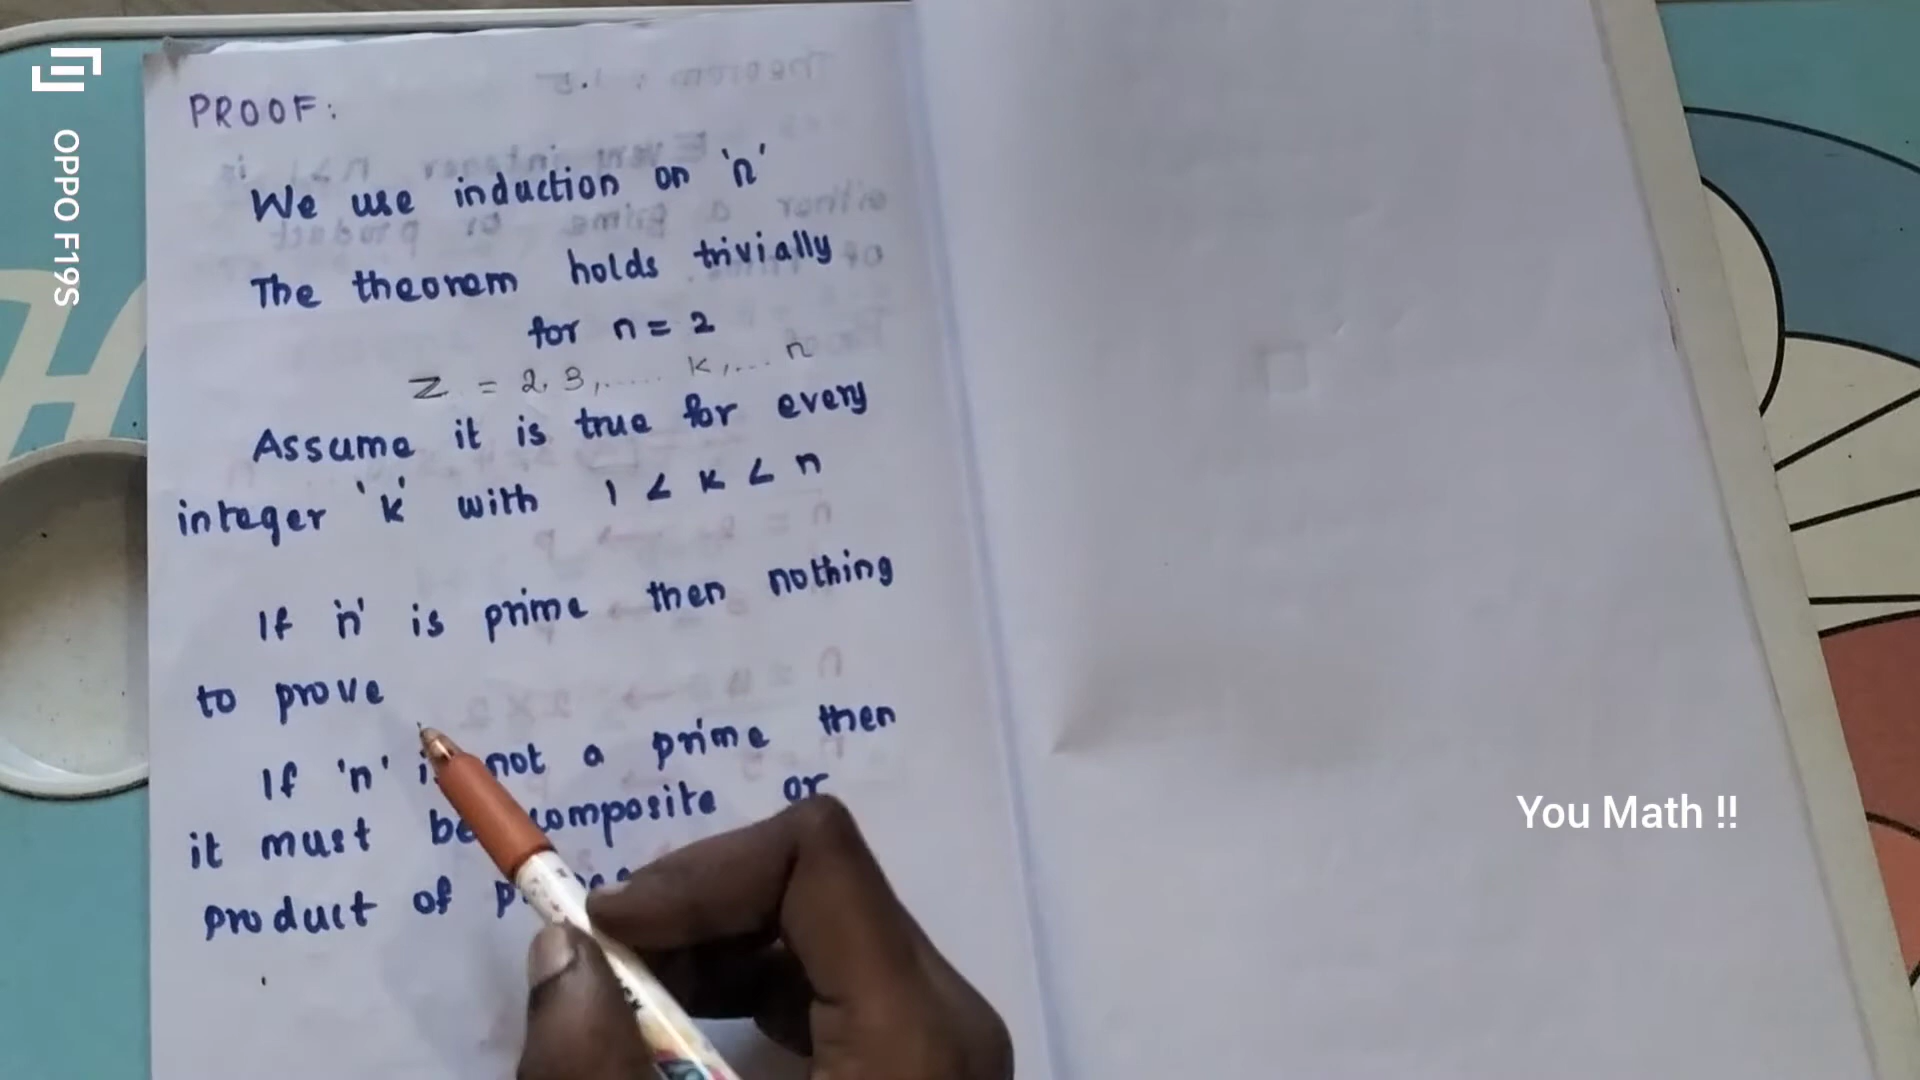 OPPO F19S
PROOF:
We use induction on 'n'
The theorem holds trivially
for n = 2
Z = 2, 3, ..... k, ... n
Assume it is true for every
integer 'k' with 1 < k < n
If 'n' is prime then nothing
to prove
If 'n' is not a prime then
it must be composite or
product of
You Math !!